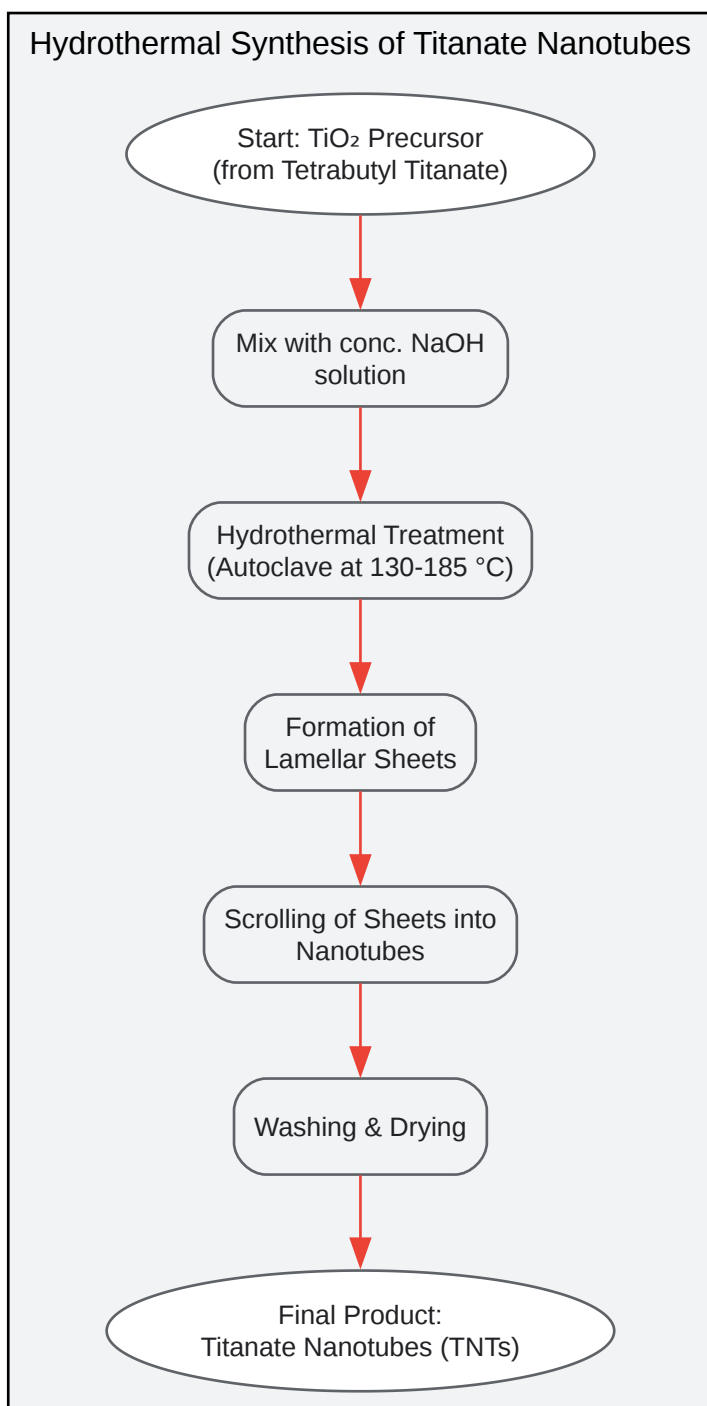 Hydrothermal Synthesis of Titanate Nanotubes
Start: TiO₂ Precursor
(from Tetrabutyl Titanate)
Mix with conc. NaOH
solution
Hydrothermal Treatment
(Autoclave at 130-185 °C)
Formation of
Lamellar Sheets
Scrolling of Sheets into
Nanotubes
Washing & Drying
Final Product:
Titanate Nanotubes (TNTs)